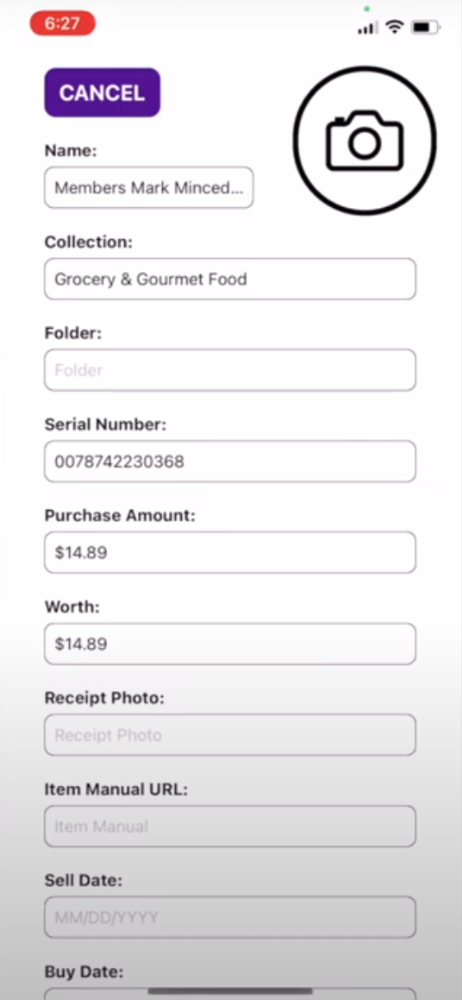 6:27
CANCEL
Name:
Members Mark Minced...
Collection:
Grocery & Gourmet Food
Folder:
Folder
Serial Number:
0078742230368
Purchase Amount:
$14.89
Worth:
$14.89
Receipt Photo:
Receipt Photo
Item Manual URL:
Item Manual
Sell Date:
MM/DD/YYYY
Buy Date: